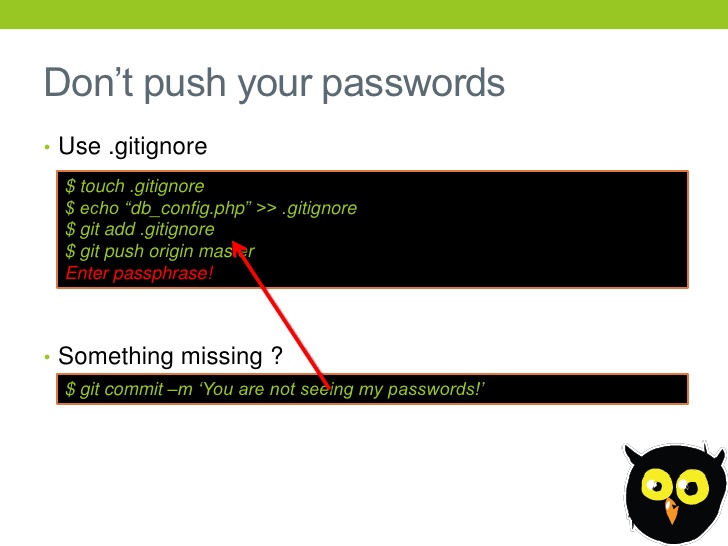 Don’t push your passwords
• Use .gitignore
$ touch .gitignore
$ echo “db_config.php” >> .gitignore
$ git add .gitignore
$ git push origin master
Enter passphrase!
• Something missing ?
$ git commit –m ‘You are not seeing my passwords!’